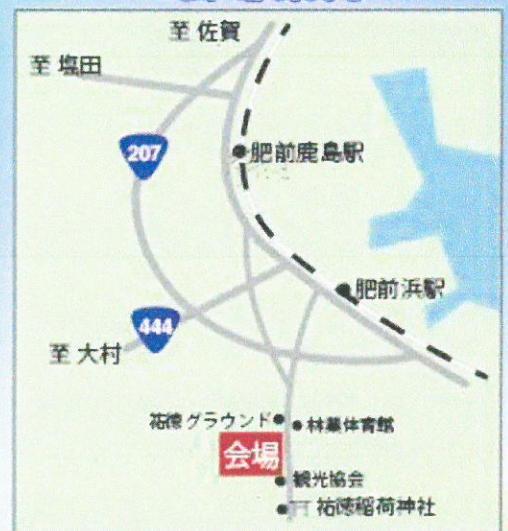 至 佐賀
至 塩田
207
肥前鹿島駅
肥前浜駅
444
至 大村
祐徳グラウンド
林業体育館
会場
観光協会
祐徳稲荷神社